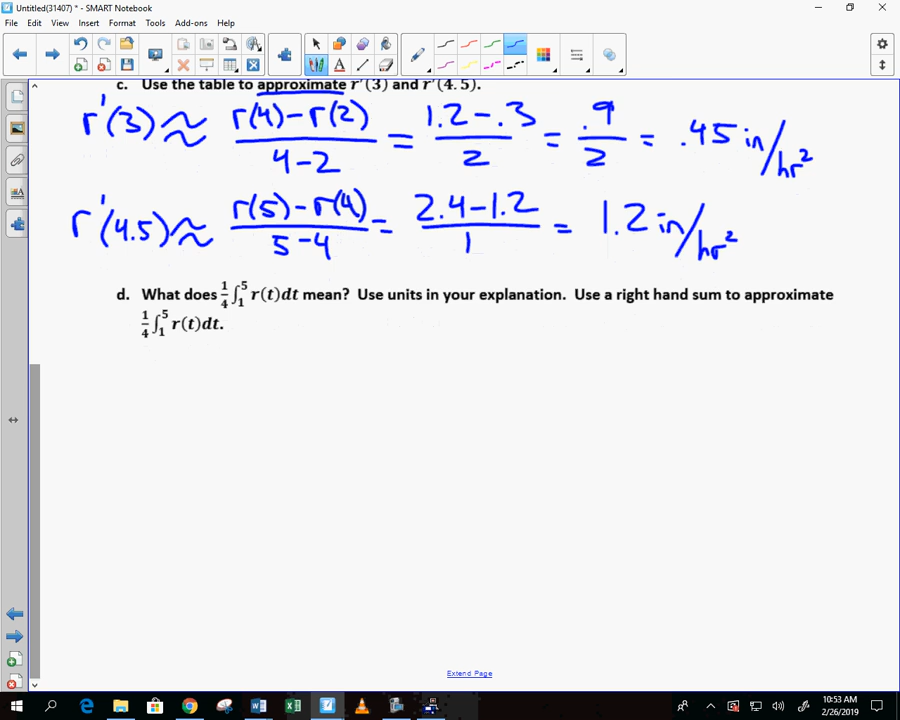 Untitled(31407) * - SMART Notebook
File Edit View Insert Format Tools Add-ons Help
c. Use the table to approximate r′(3) and r′(4.5).
r'(3) ≈ (r(4)-r(2))/(4-2) = (1.2-.3)/2 = .9/2 = .45 in/hr²
r'(4.5) ≈ (r(5)-r(4))/(5-4) = (2.4-1.2)/1 = 1.2 in/hr²
d. What does 1/4 ∫₁⁵ r(t)dt mean? Use units in your explanation. Use a right hand sum to approximate
1/4 ∫₁⁵ r(t)dt.
Extend Page
10:53 AM
2/26/2019